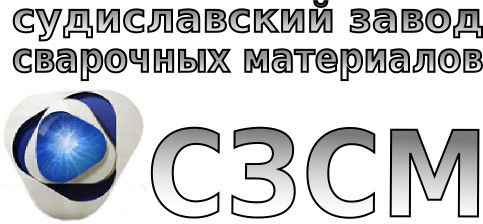 судиславский завод
сварочных материалов
СЗСМ